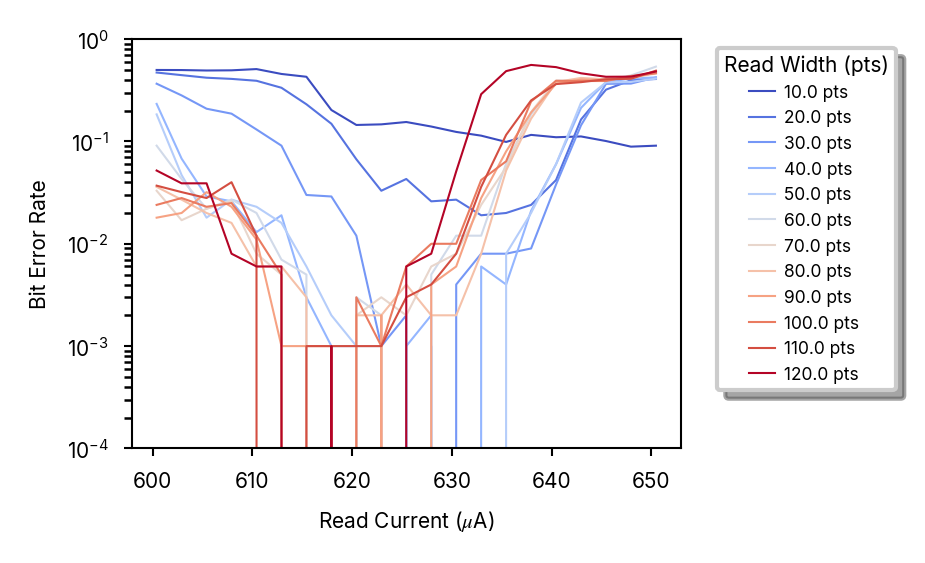 10⁰
10⁻¹
10⁻²
10⁻³
10⁻⁴
Bit Error Rate
600 610 620 630 640 650
Read Current (μA)
Read Width (pts)
10.0 pts
20.0 pts
30.0 pts
40.0 pts
50.0 pts
60.0 pts
70.0 pts
80.0 pts
90.0 pts
100.0 pts
110.0 pts
120.0 pts